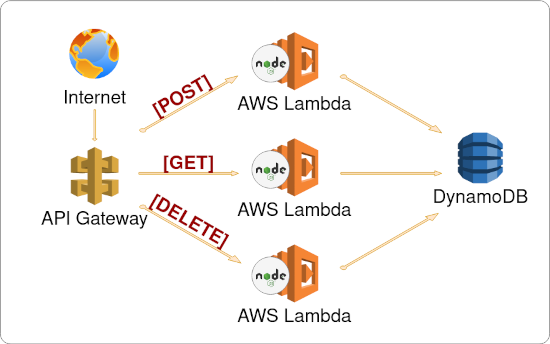 Internet
API Gateway
[POST]
[GET]
[DELETE]
node
AWS Lambda
node
AWS Lambda
node
AWS Lambda
DynamoDB